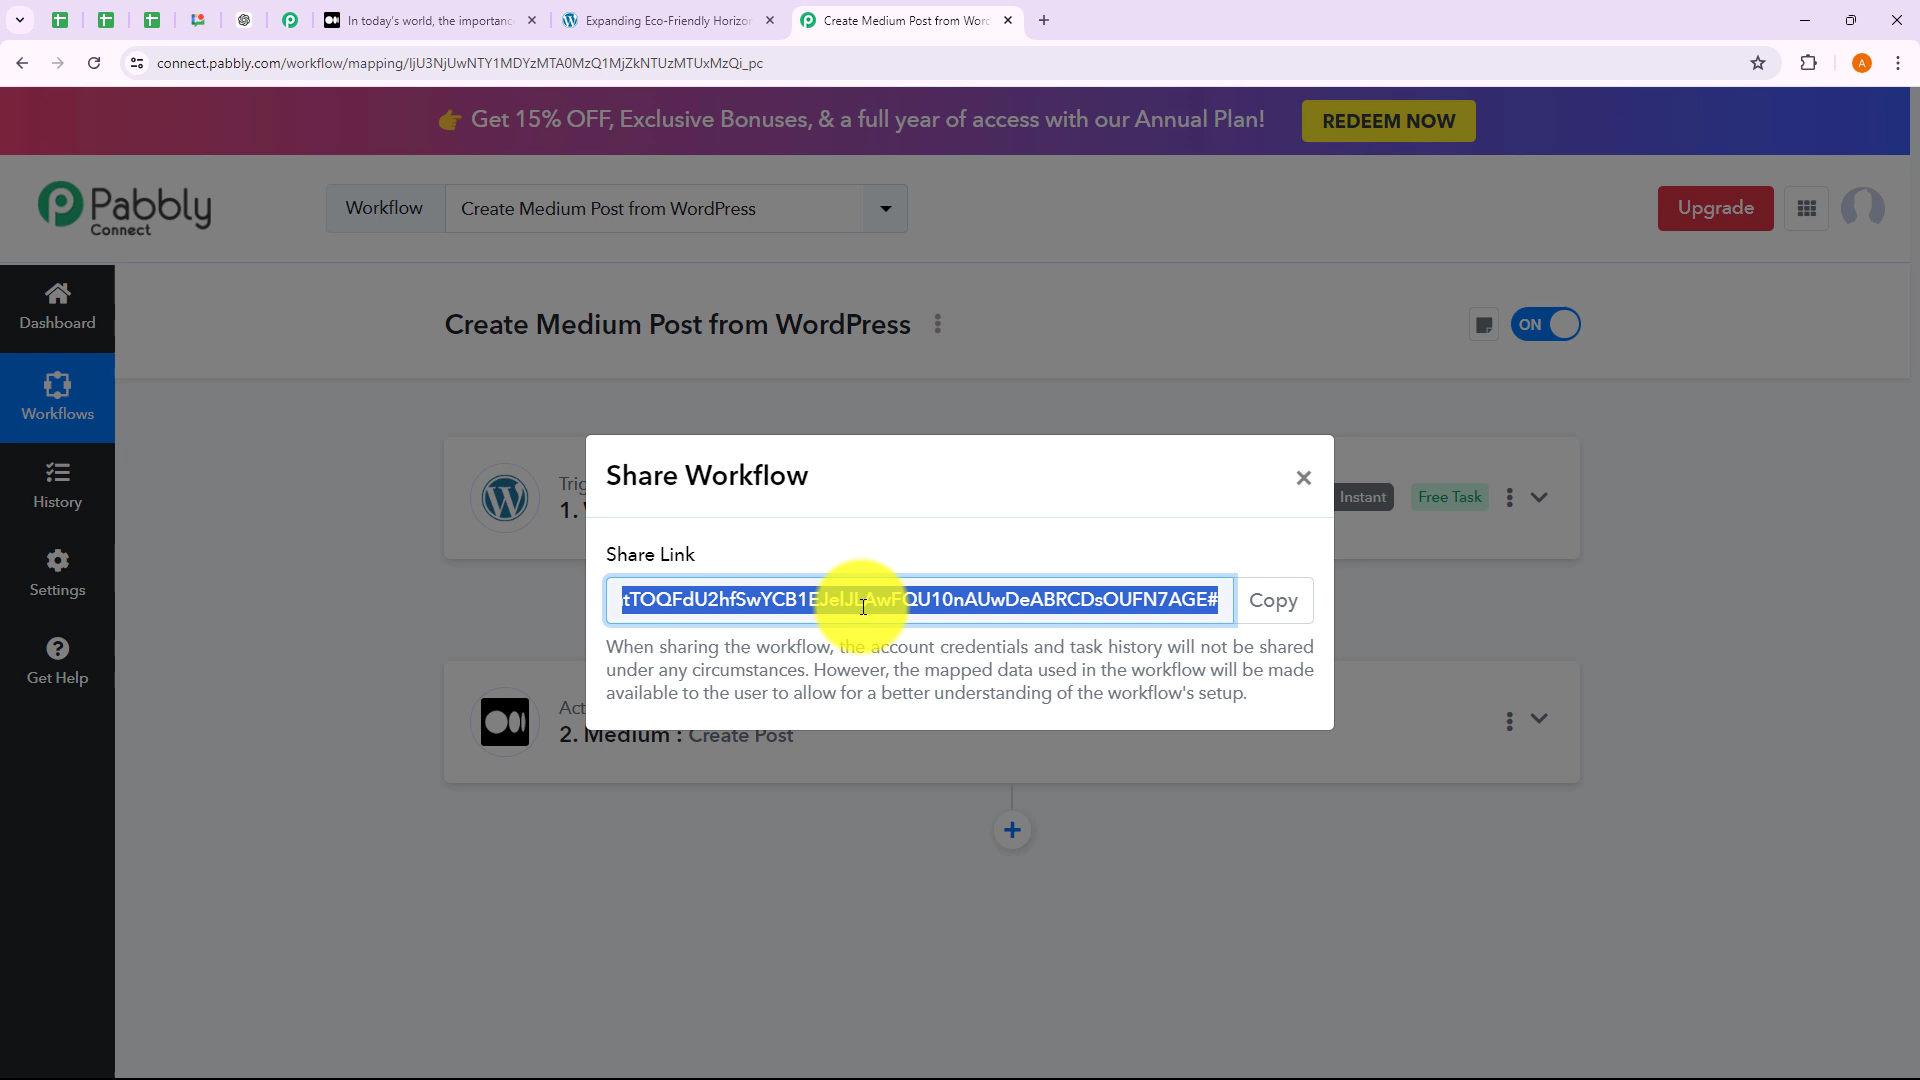 In today's world, the importanc
Expanding Eco-Friendly Horizor
Create Medium Post from Word
connect.pabbly.com/workflow/mapping/IjU3NjUwNTY1MDYzMTA0MzQ1MjZkNTUzMTUxMzQi_pc
A
Get 15% OFF, Exclusive Bonuses, & a full year of access with our Annual Plan!
REDEEM NOW
Pabbly
Connect
Workflow
Create Medium Post from WordPress
Upgrade
Dashboard
Workflows
History
Settings
Get Help
Create Medium Post from WordPress
ON
Trig
1.
Instant
Free Task
Share Workflow
Share Link
tTOQFdU2hfSwYCB1EJelJLAwFQU10nAUwDeABRCDsOUFN7AGE#
Copy
When sharing the workflow, the account credentials and task history will not be shared
under any circumstances. However, the mapped data used in the workflow will be made
available to the user to allow for a better understanding of the workflow's setup.
Act
2. Medium : Create Post